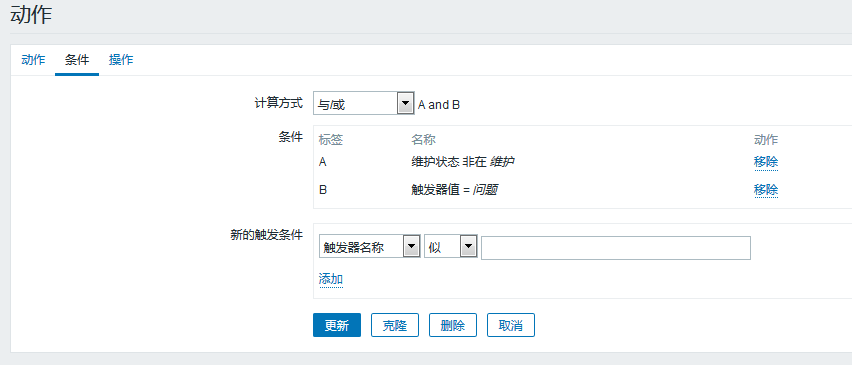 动作
动作 条件 操作
计算方式 与/或 A and B
条件 标签 名称 动作
A 维护状态 非在 维护 移除
B 触发器值 = 问题 移除
新的触发条件 触发器名称 似
添加
更新 克隆 删除 取消